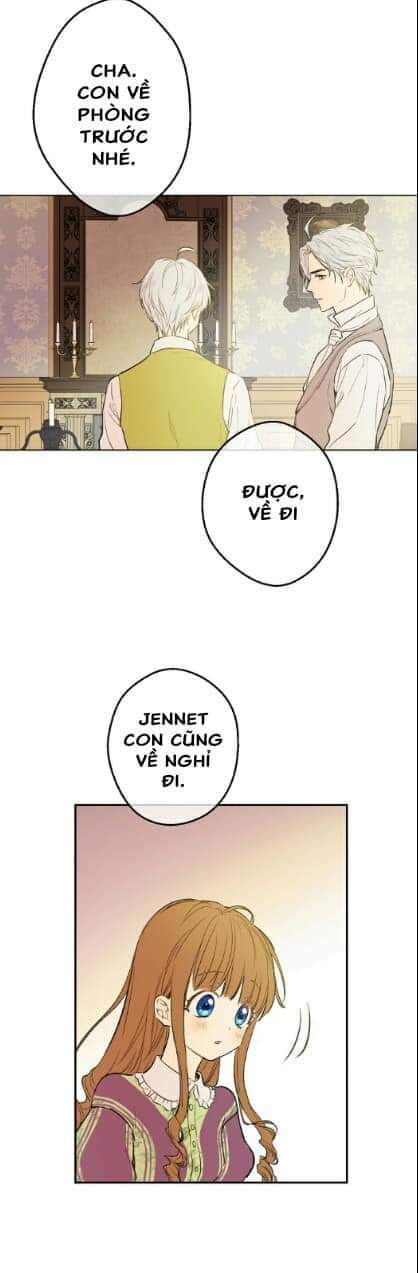 CHA.
CON VỀ
PHÒNG
TRƯỚC
NHÉ.
ĐƯỢC,
VỀ ĐI
JENNET
CON CŨNG
VỀ NGHỈ
ĐI.